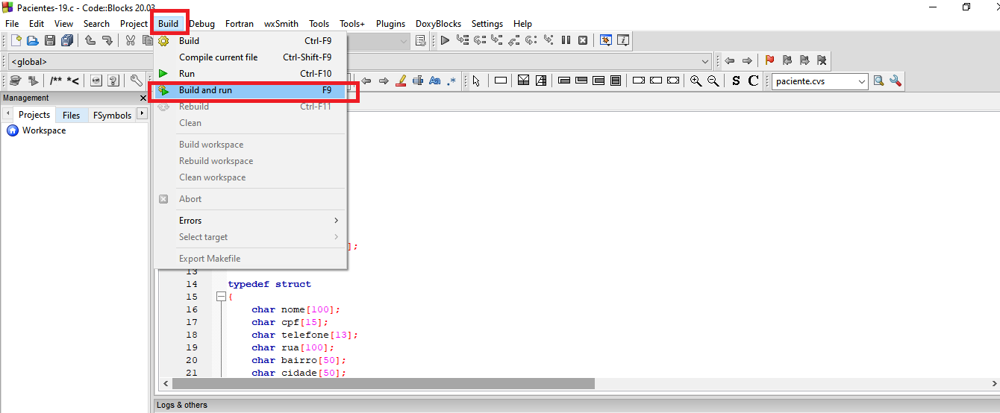 Pacientes-19.c - Code::Blocks 20.03
File Edit View Search Project Build Debug Fortran wxSmith Tools Tools+ Plugins DoxyBlocks Settings Help
Build Ctrl-F9
Compile current file Ctrl-Shift-F9
Run Ctrl-F10
Build and run F9
Rebuild Ctrl-F11
Clean
Build workspace
Rebuild workspace
Clean workspace
Abort
Errors
Select target
Export Makefile
<global>
/** *< Aa .* S C paciente.cvs
Management
Projects Files FSymbols
Workspace
];
13
14 typedef struct
15 {
16 char nome[100];
17 char cpf[15];
18 char telefone[13];
19 char rua[100];
20 char bairro[50];
21 char cidade[50];
Logs & others